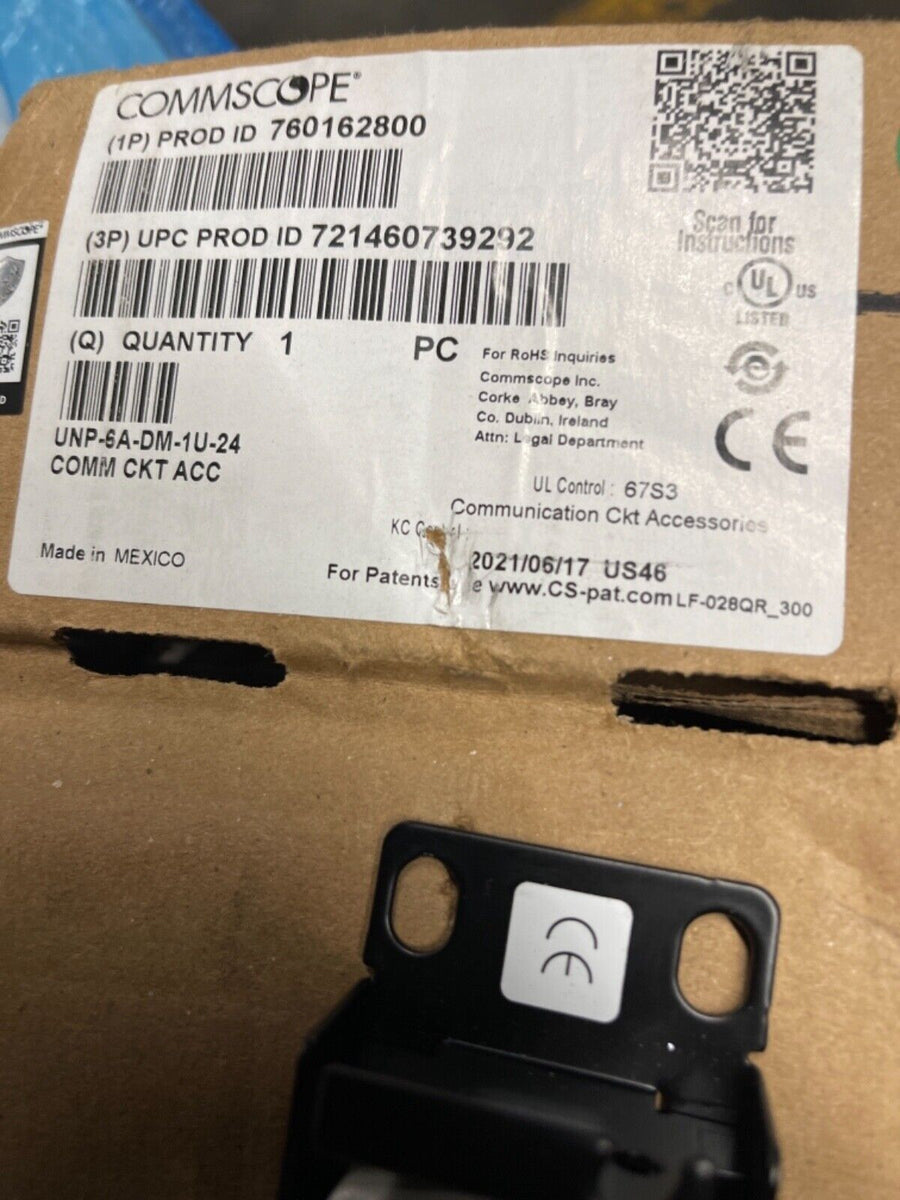 COMMSCOPE®
(1P) PROD ID 760162800
(3P) UPC PROD ID 721460739292
Scan for
Instructions
C UL US
LISTED
(Q) QUANTITY 1 PC
For RoHS Inquiries
Commscope Inc.
Corke Abbey, Bray
Co. Dublin, Ireland
Attn: Legal Department
e
CE
UNP-6A-DM-1U-24
COMM CKT ACC
UL Control : 67S3
Communication Ckt Accessories
KC
Made in MEXICO
2021/06/17 US46
For Patents www.CS-pat.com LF-028QR_300
CE